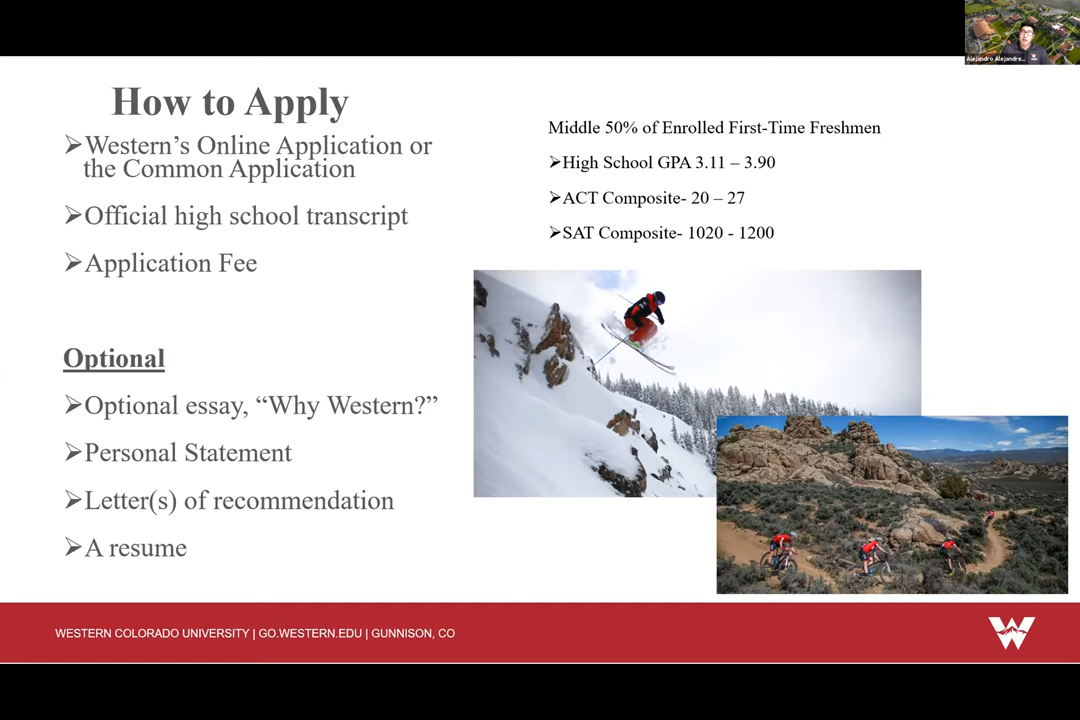 How to Apply
➢Western’s Online Application or
the Common Application
➢Official high school transcript
➢Application Fee
Optional
➢Optional essay, “Why Western?”
➢Personal Statement
➢Letter(s) of recommendation
➢A resume
Middle 50% of Enrolled First-Time Freshmen
➢High School GPA 3.11 – 3.90
➢ACT Composite- 20 – 27
➢SAT Composite- 1020 - 1200
WESTERN COLORADO UNIVERSITY | GO.WESTERN.EDU | GUNNISON, CO
W
Alejandro Alejandre...